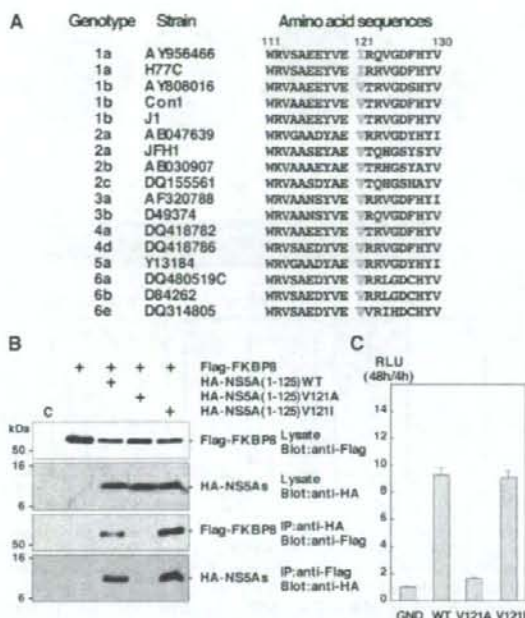 A Genotype Strain Amino acid sequences
111 121 130
1a AY956466 WRVSAEEYVE IRQVGDFHYV
1a H77C WRVSAEEYVE IRRVGDFHYV
1b AY808016 WRVAAEEYVE VTRVGDSHYV
1b Con1 WRVAAEEYVE VTRVGDFHYV
1b J1 WRVAAEEYVE VTRVGDFHYV
2a AB047639 WRVGAADYAE VRRVGDYHYI
2a JFH1 WRVAASEYAE VTQHGSYSYV
2b AB030907 WKVAAAEYAE VTRHGSYAYV
2c DQ155561 WRVAASDYAE VTQHGSHAYV
3a AF320788 WRVAANSYVE VRRVGDFHYI
3b D49374 WRVAANSYVE VRQVGDFHYV
4a DQ418782 WRVAAEEYVE VTRVGDFHYV
4d DQ418786 WRVSAEEYVE VRRVGDFHYV
5a Y13184 WRVGAADYAE VRRVGDYHYI
6a DQ480519C WRVAASEYVE VRRLGDCHYV
6b D84262 WRVAASEYVE VRRLGDCHYV
6e DQ314805 WRVAASEYVE VVRIHDCHYV
B
+ + + + Flag-FKBP8
+ HA-NS5A(1-125)WT
+ HA-NS5A(1-125)V121A
C + HA-NS5A(1-125)V121I
kDa
50
Flag-FKBP8 Lysate
Blot:anti-Flag
16
HA-NS5As Lysate
Blot:anti-HA
6
Flag-FKBP8 IP:anti-HA
Blot:anti-Flag
50
16
HA-NS5As IP:anti-Flag
Blot:anti-HA
6
C
RLU
(48h/4h)
14
12
10
8
6
4
2
0
GND WT V121A V121I